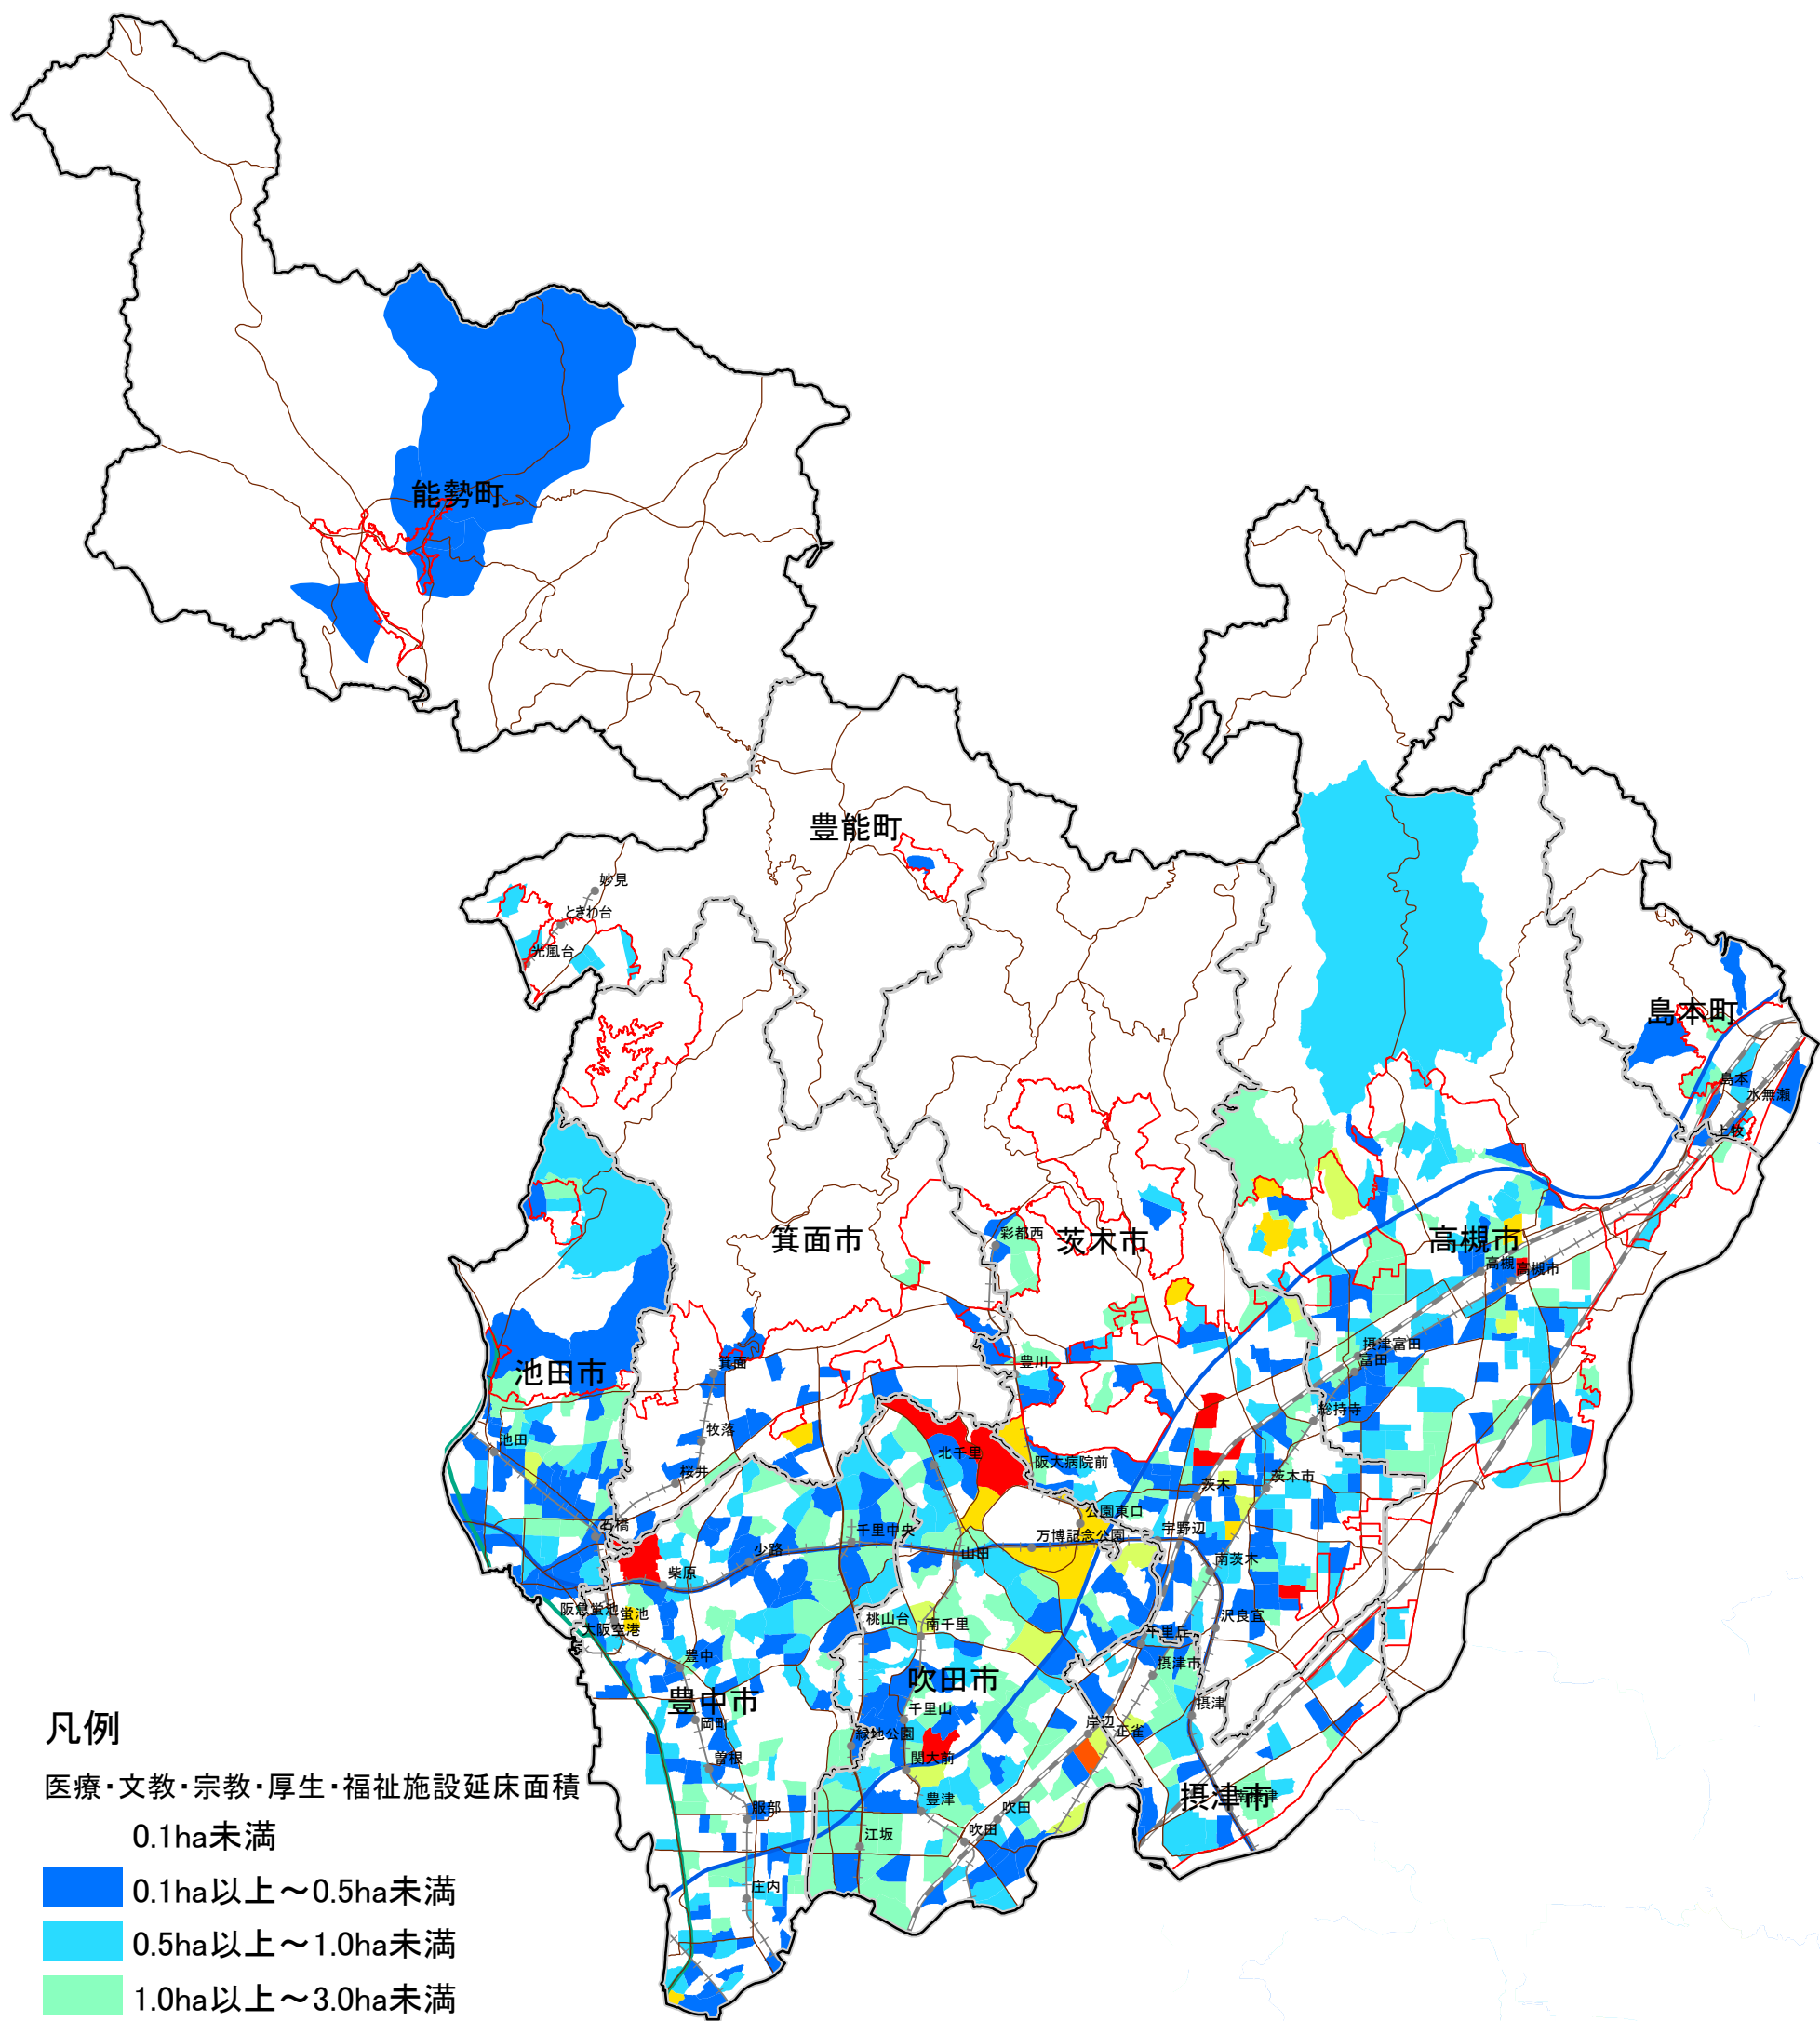 能勢町
豊能町
妙見
ときわ台
光風台
島本町
島本
水無瀬
上牧
箕面市
彩都西
茨木市
高槻市
高槻
高槻市
池田市
箕面
豊川
摂津富田
富田
総持寺
池田
牧落
桜井
北千里
阪大病院前
茨木
茨木市
石橋
千里中央
公園東口
万博記念公園
宇野辺
少路
山田
南茨木
柴原
阪急蛍池
蛍池
大阪空港
桃山台
南千里
沢良宜
千里丘
豊中
吹田市
摂津市
豊中市
千里山
摂津
岡町
緑地公園
岸辺
正雀
曽根
関大前
服部
豊津
吹田
摂津市
南摂津
江坂
吹田
庄内
凡例
医療・文教・宗教・厚生・福祉施設延床面積
0.1ha未満
0.1ha以上～0.5ha未満
0.5ha以上～1.0ha未満
1.0ha以上～3.0ha未満